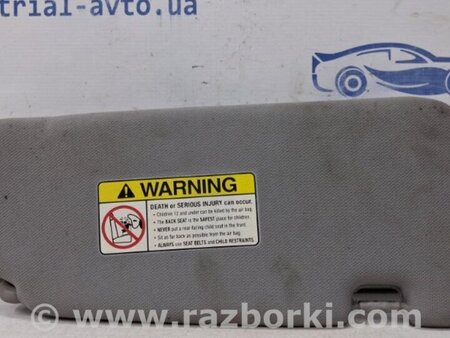 trial-avto.ua
WARNING
DEATH or SERIOUS INJURY can occur.
• Children 12 and under can be killed by the air bag.
• The BACK SEAT is the SAFEST place for children.
• NEVER put a rear-facing child seat in the front.
• Sit as far back as possible from the air bag.
• ALWAYS use SEAT BELTS and CHILD RESTRAINTS.
www.razborki.com